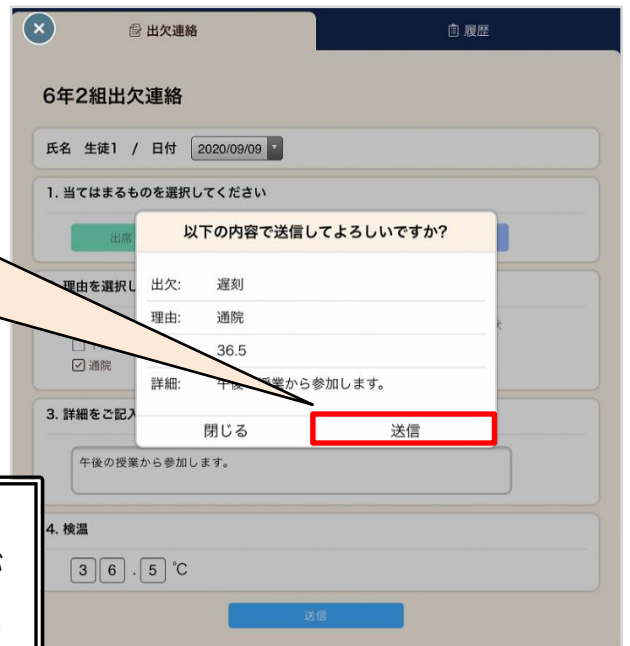 出欠連絡
履歴
6年2組出欠連絡
氏名 生徒1 / 日付 2020/09/09
1. 当てはまるものを選択してください
出席
以下の内容で送信してよろしいですか?
出欠: 遅刻
理由: 通院
36.5
詳細: 午後の授業から参加します。
閉じる 送信
理由を選択し
通院
3. 詳細をご記入
午後の授業から参加します。
4. 検温
3 6 . 5 ℃
送信